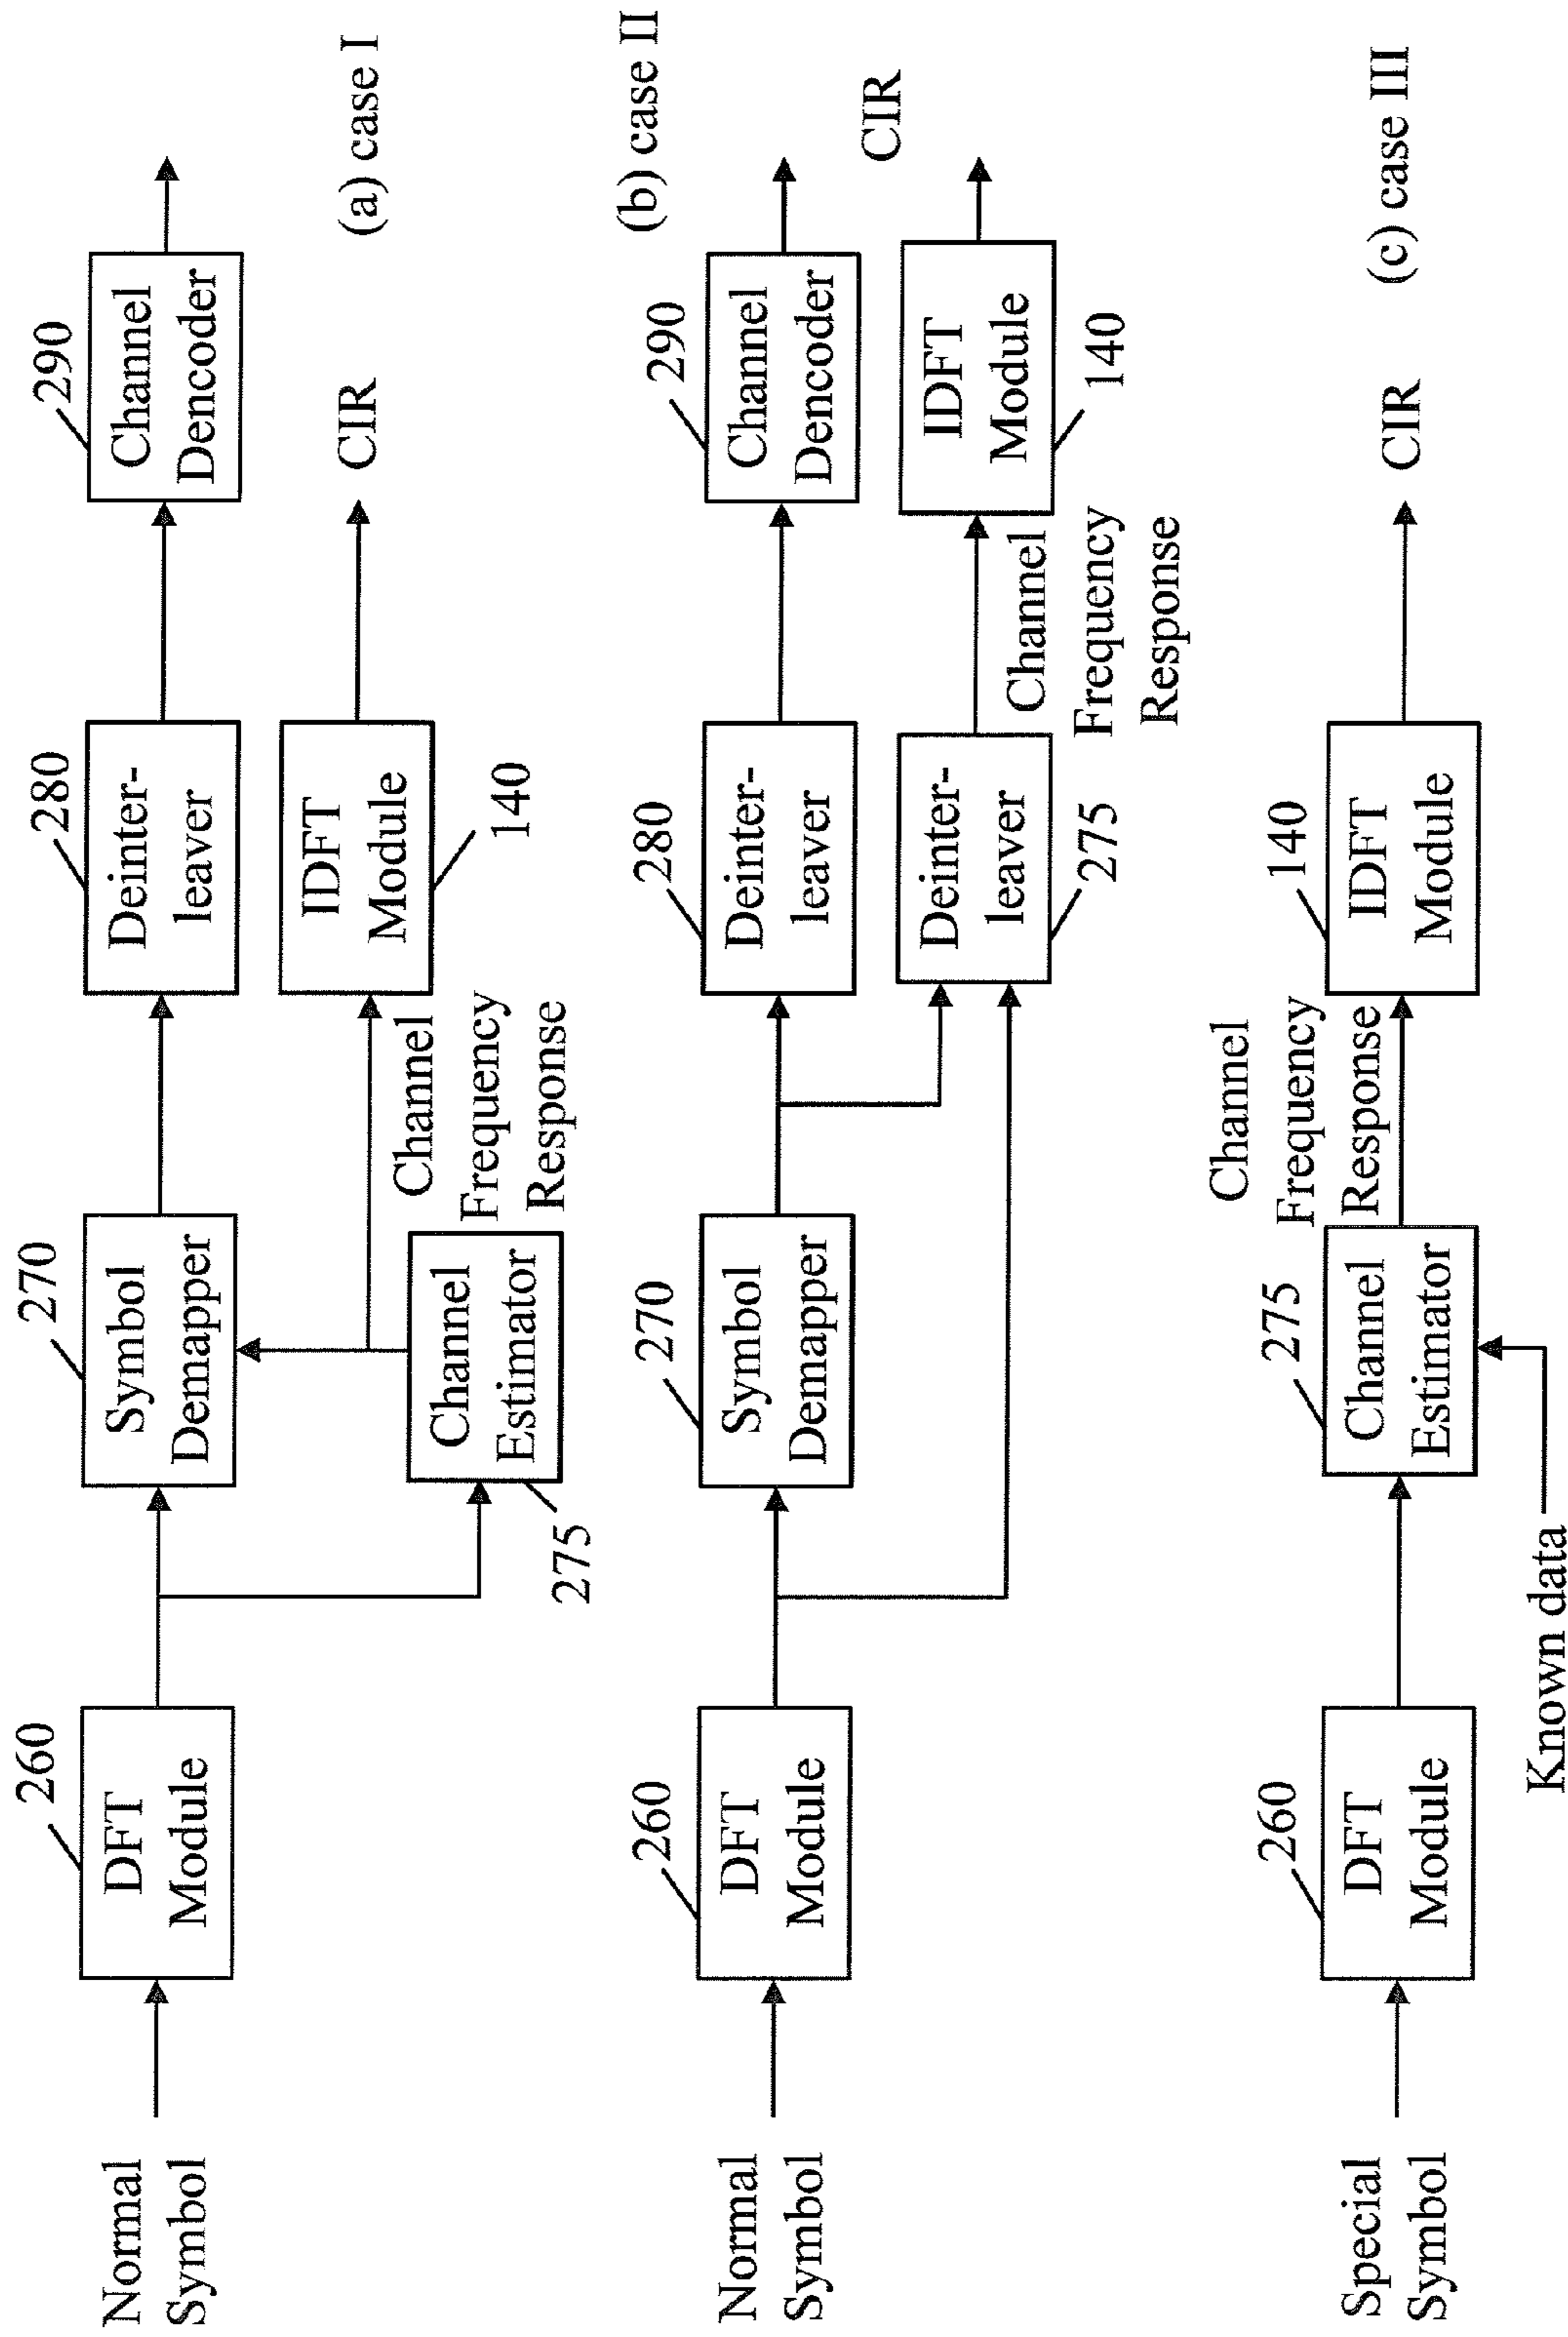 290
280
270
260
Channel
Dencoder
Deinter-
leaver
Symbol
Demapper
DFT
Module
Normal
Symbol
(a) case I
CIR
IDFT
Module
140
Channel
Frequency
Response
Channel
Estimator
275
(b) case II
290
280
270
260
Channel
Dencoder
Deinter-
leaver
Symbol
Demapper
DFT
Module
Normal
Symbol
CIR
IDFT
Module
140
Channel
Frequency
Response
Deinter-
leaver
275
Channel
Frequency
Response
140
275
260
IDFT
Module
Channel
Estimator
DFT
Module
Special
Symbol
CIR
(c) case III
Known data